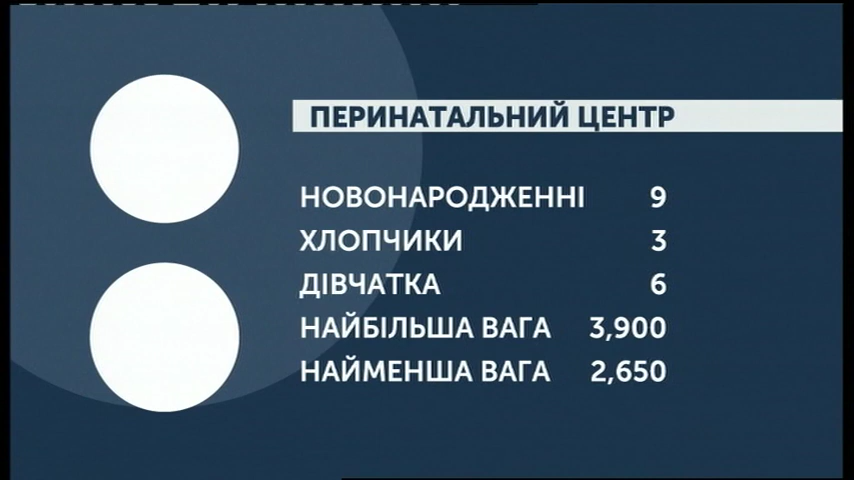 ПЕРИНАТАЛЬНИЙ ЦЕНТР
НОВОНАРОДЖЕННІ 9
ХЛОПЧИКИ 3
ДІВЧАТКА 6
НАЙБІЛЬША ВАГА 3,900
НАЙМЕНША ВАГА 2,650